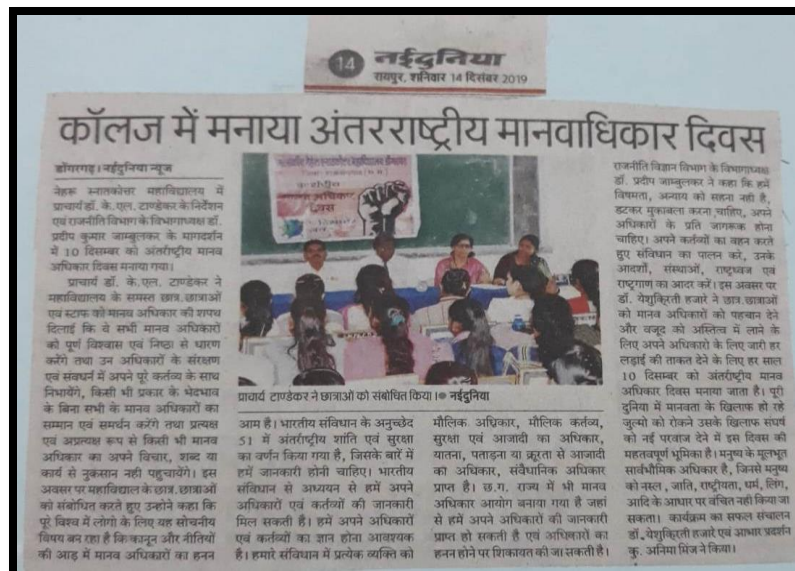 14 नईदुनिया
रायपुर, शनिवार 14 दिसंबर 2019
कॉलज में मनाया अंतरराष्ट्रीय मानवाधिकार दिवस
डोंगरगढ़। नईदुनिया न्यूज
नेहरू स्नातकोत्तर महाविद्यालय में
प्राचार्य डॉ. के. एल. टाण्डेकर के निर्देशन
एवं राजनीति विभाग के विभागाध्यक्ष डॉ.
प्रदीप कुमार जाम्बुलकर के मागदर्शन
में 10 दिसम्बर को अंतर्राष्ट्रीय मानव
अधिकार दिवस मनाया गया।
प्राचार्य डॉ. के.एल. टाण्डेकर ने
महाविद्यालय के समस्त छात्र.छात्राओं
एवं स्टाफ को मानव अधिकार की शपथ
दिलाई कि वे सभी मानव अधिकारों
को पूर्ण विश्वास एवं निष्ठा से धारण
करेंगे तथा उन अधिकारों के संरक्षण
एवं संवर्धन में अपने पूरे कर्तव्य के साथ
निभायेंगे, किसी भी प्रकार के भेदभाव
के बिना सभी के मानव अधिकारों का
सम्मान एवं समर्थन करेंगे तथा प्रत्यक्ष
एवं अप्रत्यक्ष रूप से किसी भी मानव
अधिकार का अपने विचार, शब्द या
कार्य से नुकसान नही पहुचायेंगे। इस
अवसर पर महाविद्याल के छात्र.छात्राओं
को संबोधित करते हुए उन्होने कहा कि
पूरे विश्व में लोगो के लिए यह सोचनीय
विषय बन रहा है कि कानून और नीतियों
की आड़ में मानव अधिकारों का हनन
अधिकार
दिवस
प्राचार्य टाण्डेकर ने छात्राओं को संबोधित किया।● नईदुनिया
आम है। भारतीय संविधान के अनुच्छेद
51 में अंतर्राष्ट्रीय शांति एवं सुरक्षा
का वर्णन किया गया है, जिसके बारे में
हमें जानकारी होनी चाहिए। भारतीय
संविधान से अध्ययन से हमें अपने
अधिकारों एवं कर्तव्यों की जानकारी
मिल सकती है। हमें अपने अधिकारों
एवं कर्तव्यों का ज्ञान होना आवश्यक
है। हमारे संविधान में प्रत्येक व्यक्ति को
मौलिक अध्रिकार, मौलिक कर्तव्य,
सुरक्षा एवं आजादी का अधिकार,
यातना, पताड़ना या क्रूरता से आजादी
का अधिकार, संवैधानिक अधिकार
प्राप्त है। छ.ग. राज्य में भी मानव
अधिकार आयोग बनाया गया है जहां
से हमें अपने अधिकारों की जानकारी
प्राप्त हो सकती है एवं अधिकारों का
हनन होने पर शिकायत की जा सकती है।
राजनीति विज्ञान विभाग के विभागाध्यक्ष
डॉ. प्रदीप जाम्बुलकर ने कहा कि हमें
विषमता, अन्याय को सहना नही है,
डटकर मुकावला करना चाहिए, अपने
अधिकारों के प्रति जागरूक होना
चाहिए। अपने कर्तव्यों का वहन करते
हुए संविधान का पालन करे, उनके
आदर्शो, संस्थाओं, राष्ट्रध्वज एवं
राष्ट्रगाण का आदर करें। इस अवसर पर
डॉ. येशुकिृरती हजारे ने छात्र.छात्राओं
को मानव अधिकारों को पहचान देने
और वजूद को अस्तित्व में लाने के
लिए अपने अधिकारो के लिए जारी हर
लड़ाई की ताकत देने के लिए हर साल
10 दिसम्बर को अंतर्राष्ट्रीय मानव
अधिकार दिवस मनाया जाता है। पूरी
दुनिया में मानवता के खिलाफ हो रहे
जुल्मो को रोकने उसके खिलाफ संघर्ष
को नई परवाज देने में इस दिवस की
महतवपूर्ण भूमिका है। मनुष्य के मूलभूत
सार्वभौमिक अधिकार है, जिनसे मनुष्य
को नस्ल, जाति, राष्ट्रीयता, धर्म, लिंग,
आदि के आधार पर वंचित नही किया जा
सकता। कार्यक्रम का सफल संचालन
डॉ. येशुकिृरती हजारे एवं आभार प्रदर्शन
कु. अनिमा मिंज ने किया।